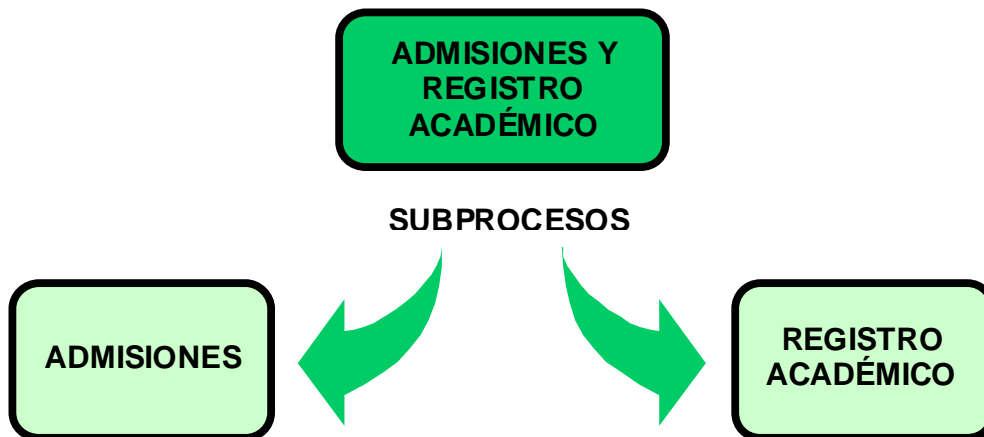 ADMISIONES Y
REGISTRO
ACADÉMICO
SUBPROCESOS
ADMISIONES
REGISTRO
ACADÉMICO